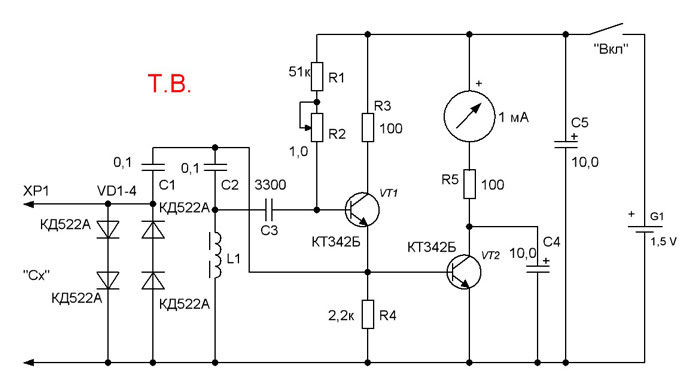 "Вкл"
51к
R1
Т.В.
+
R3
100
1 мА
C5
+
10,0
R2
1,0
0,1
C1
0,1
C2
3300
C3
VT1
R5
100
XP1
VD1-4
КД522А
КД522А
L1
КТ342Б
КТ342Б
VT2
10,0
C4
+
+
G1
1,5 V
"Cx"
КД522А
КД522А
2,2к
R4